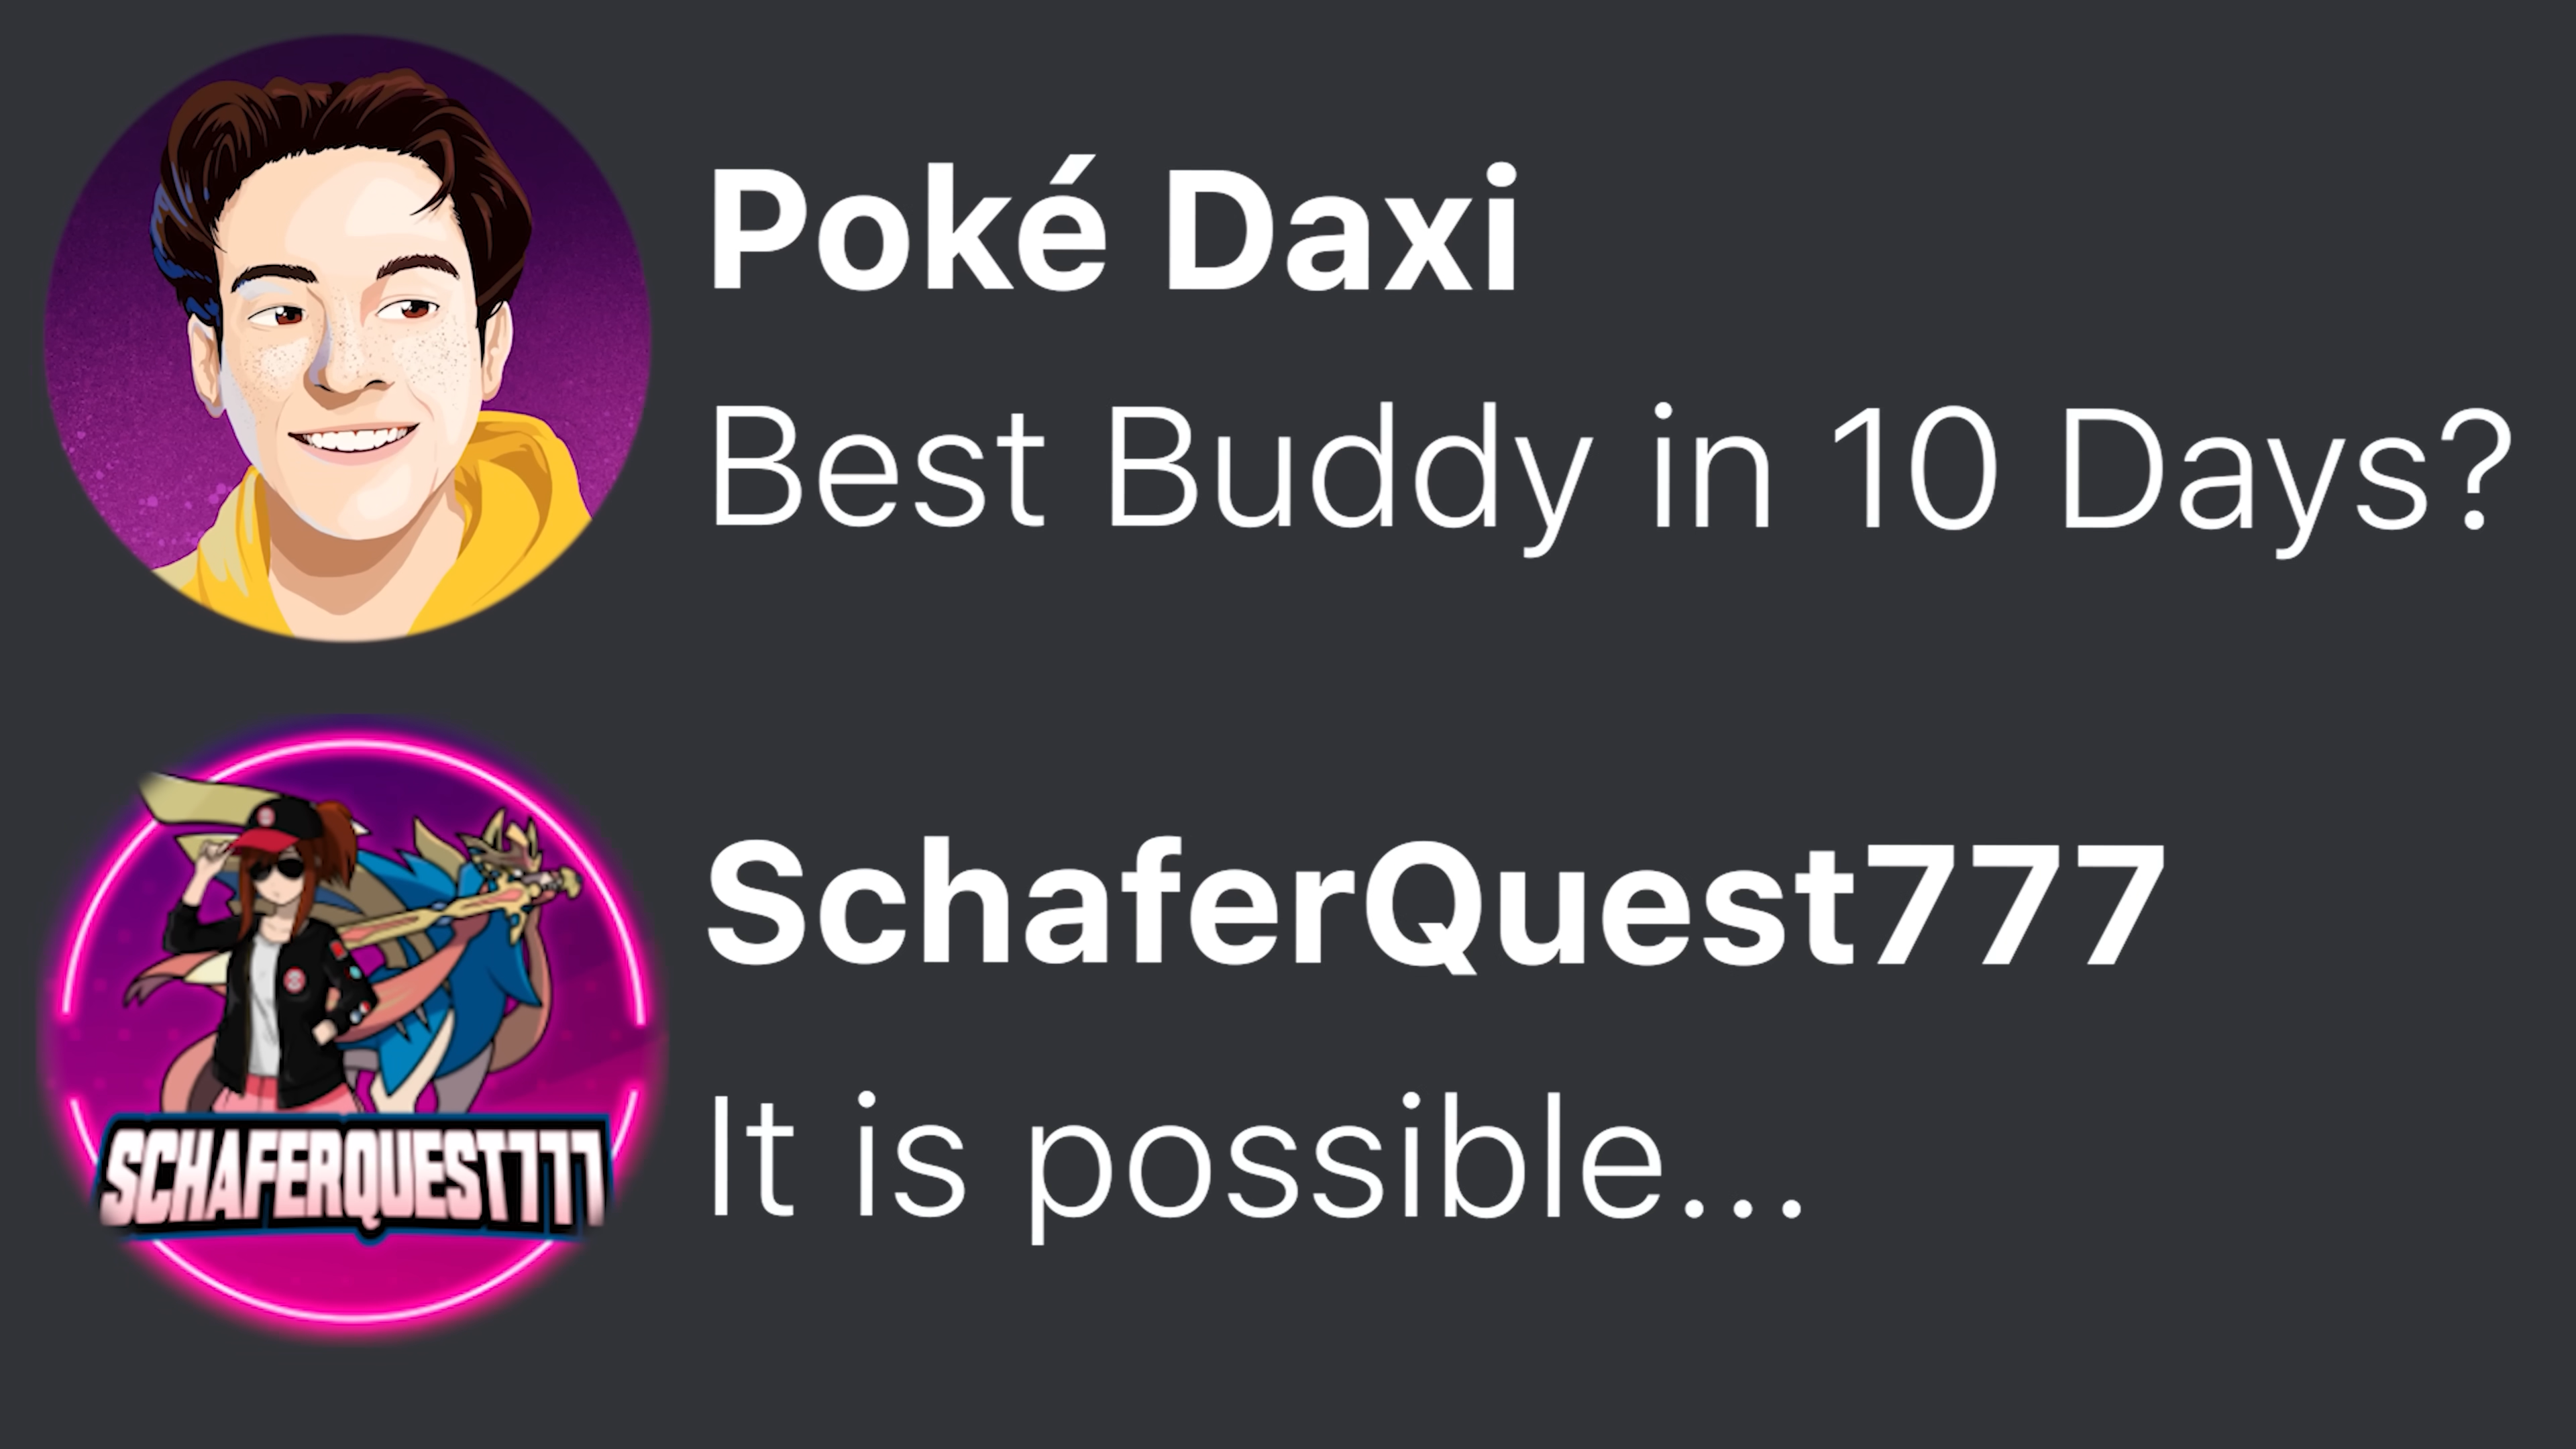 Poké Daxi
Best Buddy in 10 Days?
SchaferQuest777
It is possible...
SCHAFERQUEST777